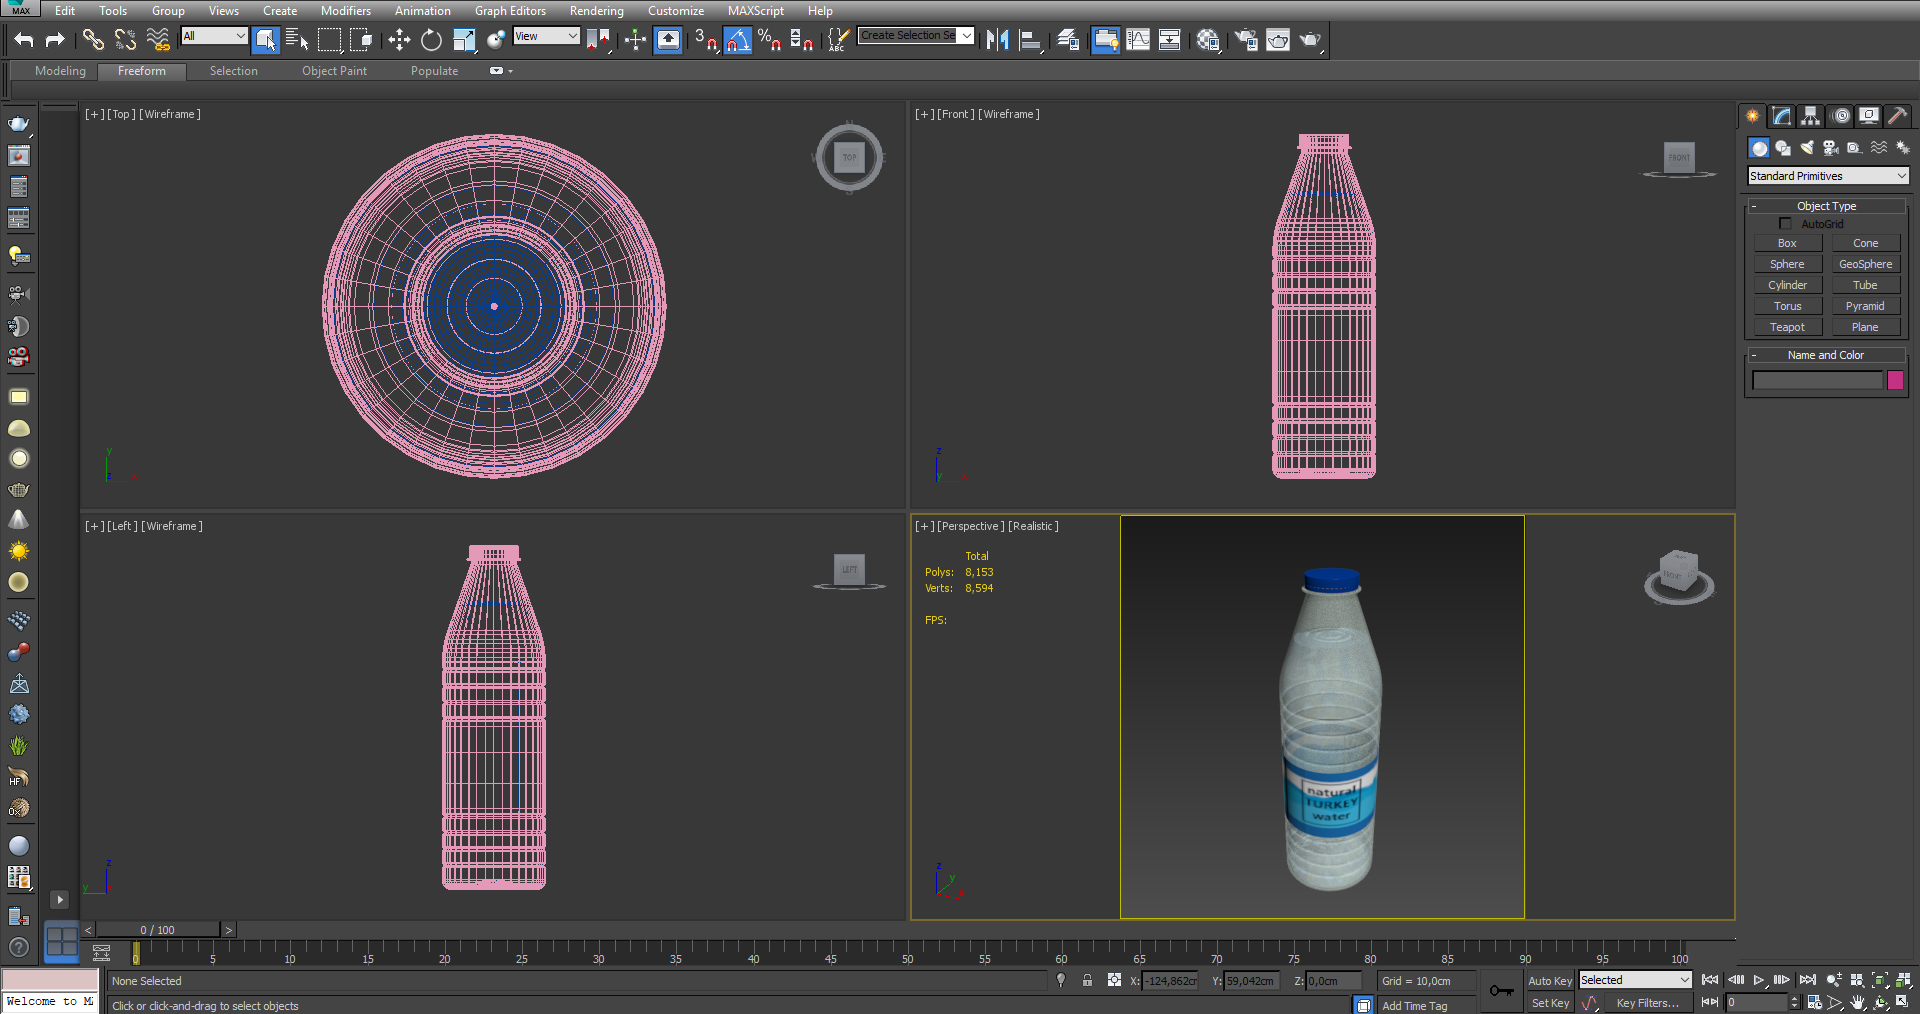 MAX Edit Tools Group Views Create Modifiers Animation Graph Editors Rendering Customize MAXScript Help
All View 3 % ABC Create Selection Se
Modeling Freeform Selection Object Paint Populate
[+] [Top] [Wireframe]
TOP
[+] [Front] [Wireframe]
FRONT
z
y
x
[+] [Left] [Wireframe]
LEFT
[+] [Perspective] [Realistic]
Total
Polys: 8,153
Verts: 8,594
FPS:
natural
TURKEY
water
Standard Primitives
- Object Type
AutoGrid
Box Cone
Sphere GeoSphere
Cylinder Tube
Torus Pyramid
Teapot Plane
- Name and Color
HF
OX
< 0 / 100 >
0 5 10 15 20 25 30 35 40 45 50 55 60 65 70 75 80 85 90 95 100
None Selected X: -124,862cm Y: 59,042cm Z: 0,0cm Grid = 10,0cm Auto Key Selected
Welcome to MA Click or click-and-drag to select objects Add Time Tag Set Key Key Filters... 0